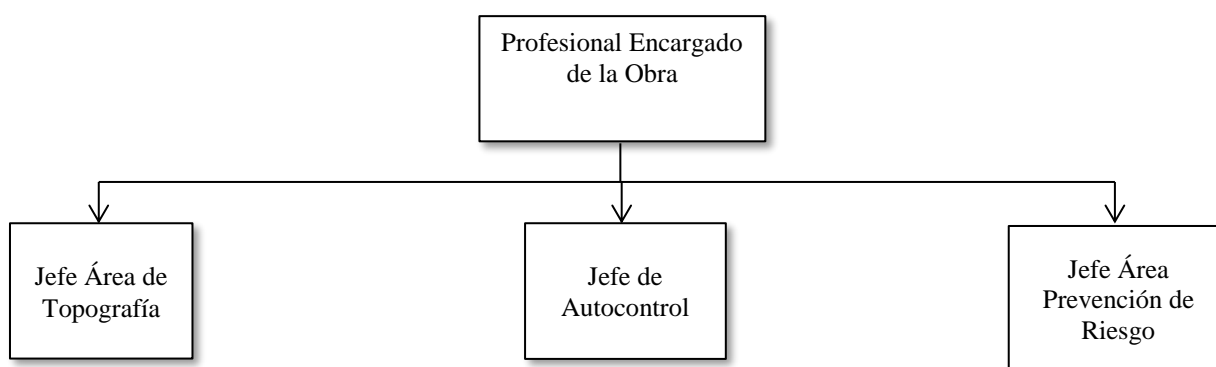 Profesional Encargado
de la Obra
Jefe Área de
Topografía
Jefe de
Autocontrol
Jefe Área
Prevención de
Riesgo